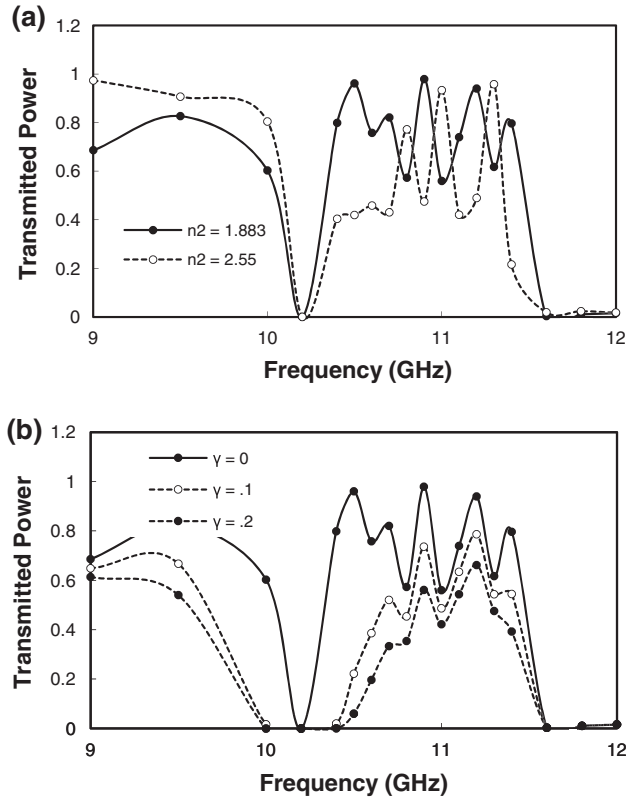 (a)
1.2
1
0.8
0.6
0.4
0.2
0
Transmitted Power
n2 = 1.883
n2 = 2.55
9
10
11
12
Frequency (GHz)
(b)
1.2
1
0.8
0.6
0.4
0.2
0
Transmitted Power
γ = 0
γ = .1
γ = .2
9
10
11
12
Frequency (GHz)